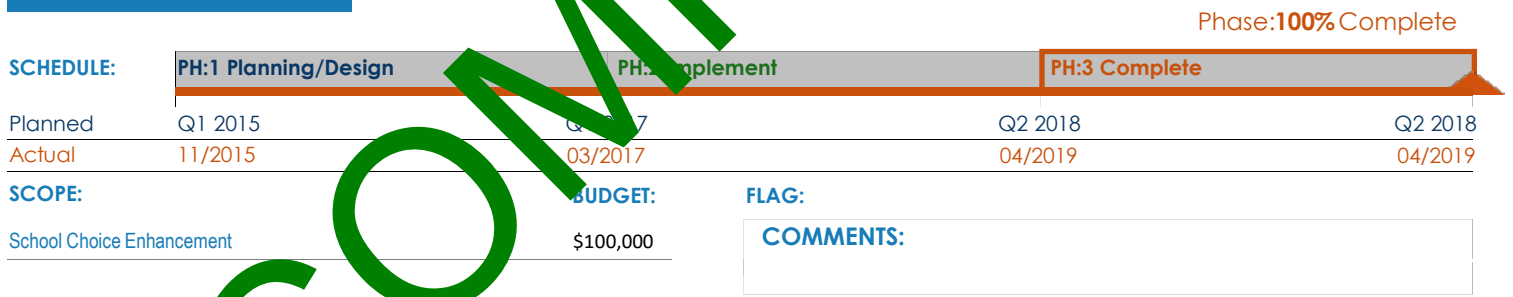 Phase:100% Complete
SCHEDULE: PH:1 Planning/Design PH:2 Implement PH:3 Complete
Planned Q1 2015 Q2 2018 Q2 2018
Actual 11/2015 03/2017 04/2019 04/2019
SCOPE: BUDGET: FLAG:
School Choice Enhancement $100,000 COMMENTS:
COM